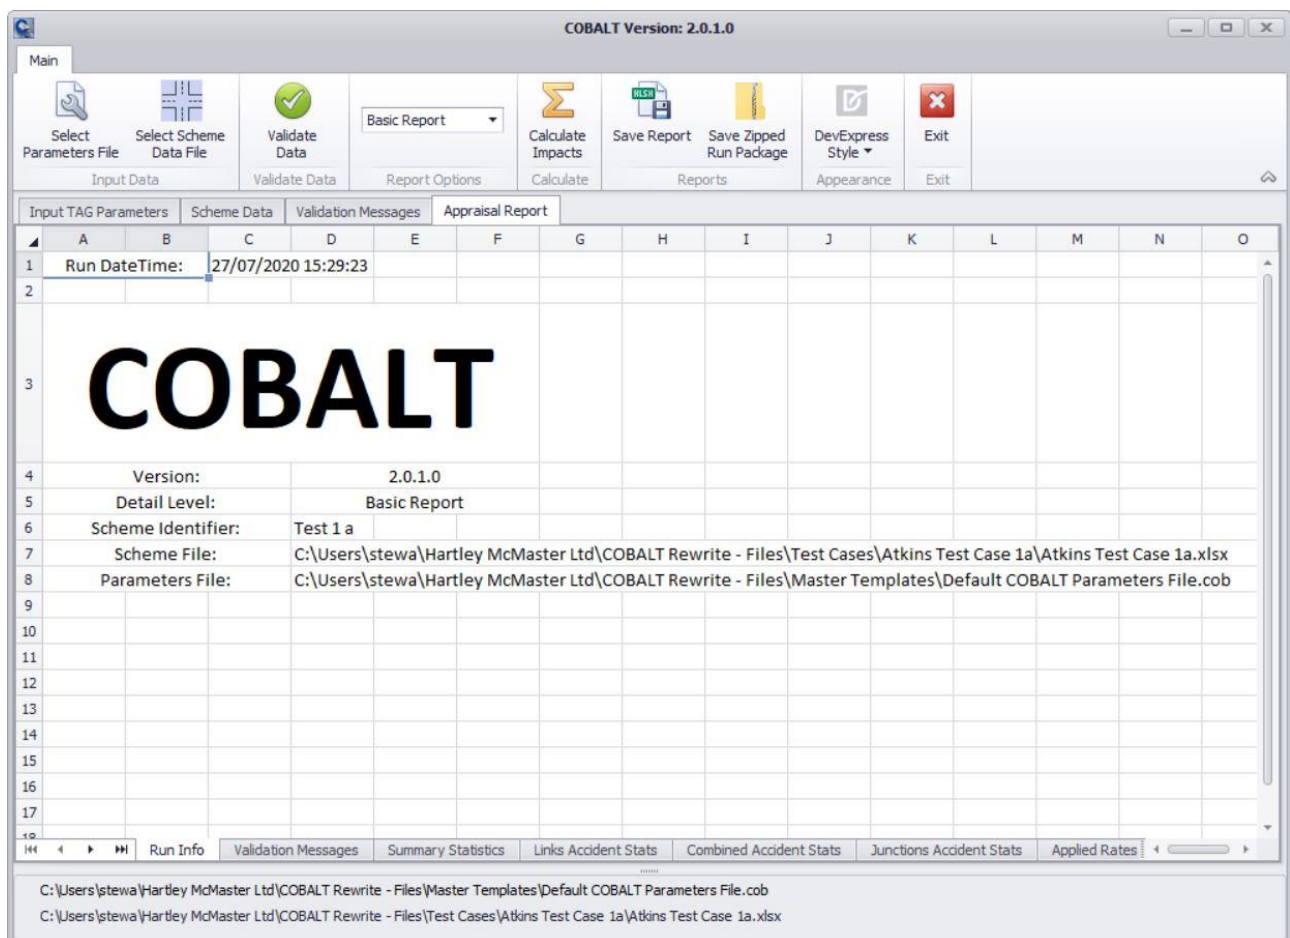 COBALT Version: 2.0.1.0
Main
Select Parameters File
Select Scheme Data File
Validate Data
Basic Report
Calculate Impacts
XLSX
Save Report
Save Zipped Run Package
DevExpress Style
Exit
Input Data
Validate Data
Report Options
Calculate
Reports
Appearance
Exit
Input TAG Parameters
Scheme Data
Validation Messages
Appraisal Report
A B C D E F G H I J K L M N O
1 Run DateTime: 27/07/2020 15:29:23
2
3 COBALT
4 Version: 2.0.1.0
5 Detail Level: Basic Report
6 Scheme Identifier: Test 1 a
7 Scheme File: C:\Users\stewa\Hartley McMaster Ltd\COBALT Rewrite - Files\Test Cases\Atkins Test Case 1a\Atkins Test Case 1a.xlsx
8 Parameters File: C:\Users\stewa\Hartley McMaster Ltd\COBALT Rewrite - Files\Master Templates\Default COBALT Parameters File.cob
9
10
11
12
13
14
15
16
17
18
Run Info
Validation Messages
Summary Statistics
Links Accident Stats
Combined Accident Stats
Junctions Accident Stats
Applied Rates
C:\Users\stewa\Hartley McMaster Ltd\COBALT Rewrite - Files\Master Templates\Default COBALT Parameters File.cob
C:\Users\stewa\Hartley McMaster Ltd\COBALT Rewrite - Files\Test Cases\Atkins Test Case 1a\Atkins Test Case 1a.xlsx